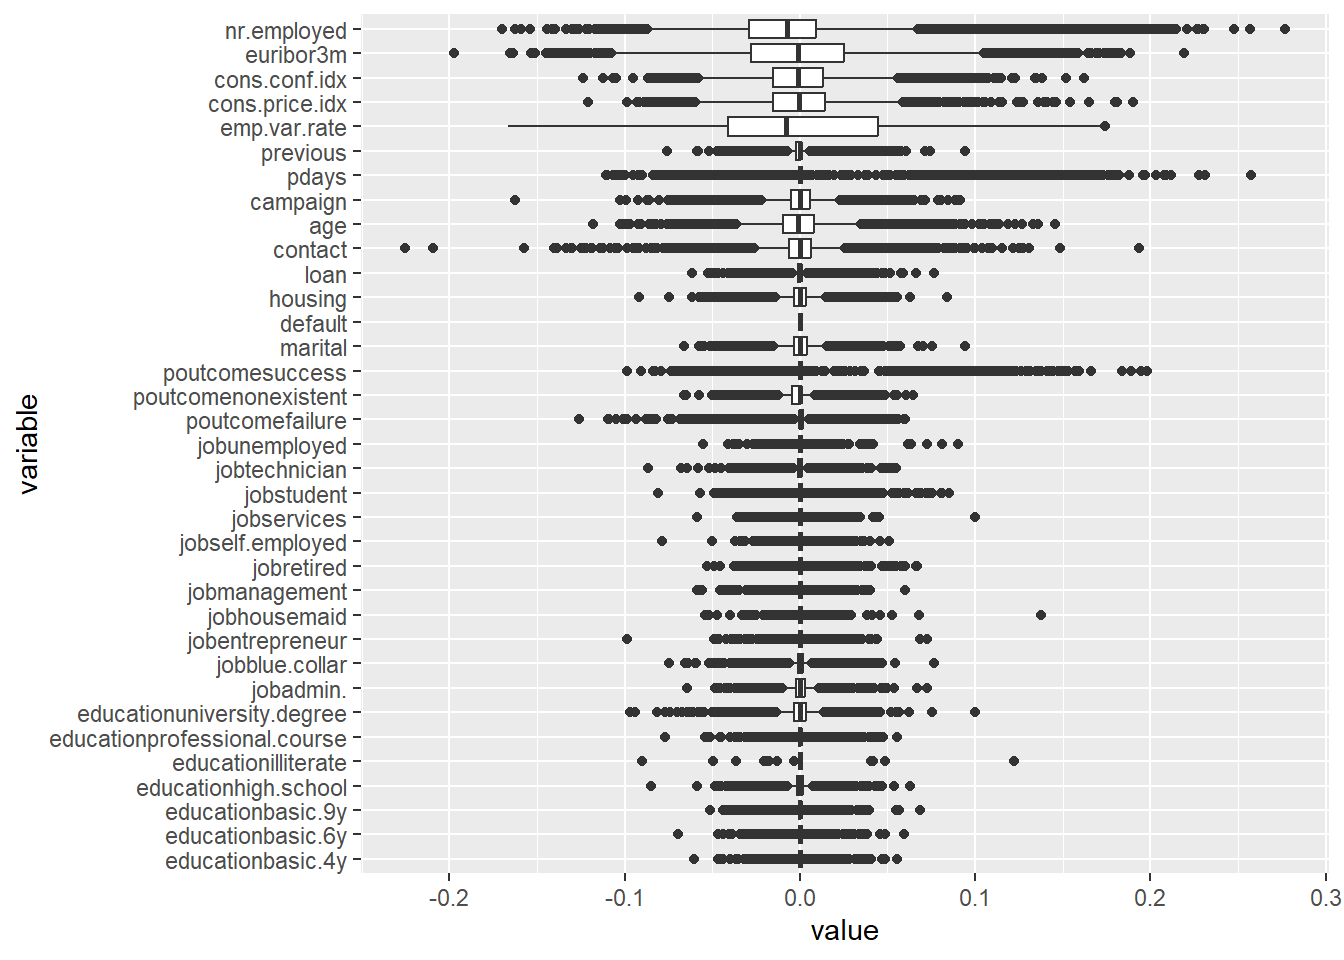 nr.employed
euribor3m
cons.conf.idx
cons.price.idx
emp.var.rate
previous
pdays
campaign
age
contact
loan
housing
default
marital
poutcomesuccess
poutcomenonexistent
poutcomefailure
jobunemployed
jobtechnician
jobstudent
jobservices
jobself.employed
jobretired
jobmanagement
jobhousemaid
jobentrepreneur
jobblue.collar
jobadmin.
educationuniversity.degree
educationprofessional.course
educationilliterate
educationhigh.school
educationbasic.9y
educationbasic.6y
educationbasic.4y
variable
-0.2 -0.1 0.0 0.1 0.2 0.3
value